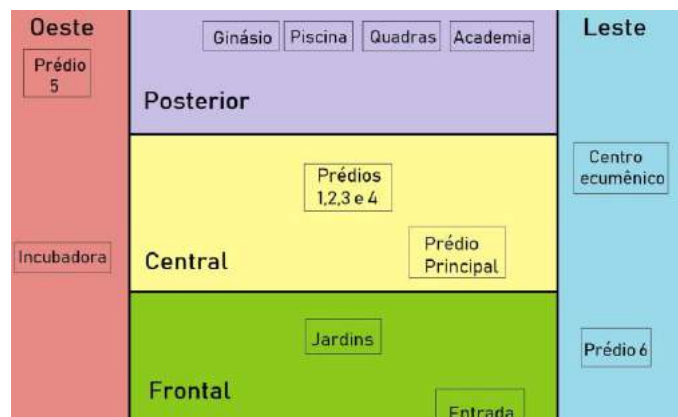 Oeste
Prédio
5
Incubadora
Ginásio
Piscina
Quadras
Academia
Posterior
Prédios
1,2,3 e 4
Prédio
Principal
Central
Jardins
Frontal
Entrada
Leste
Centro
ecumênico
Prédio 6